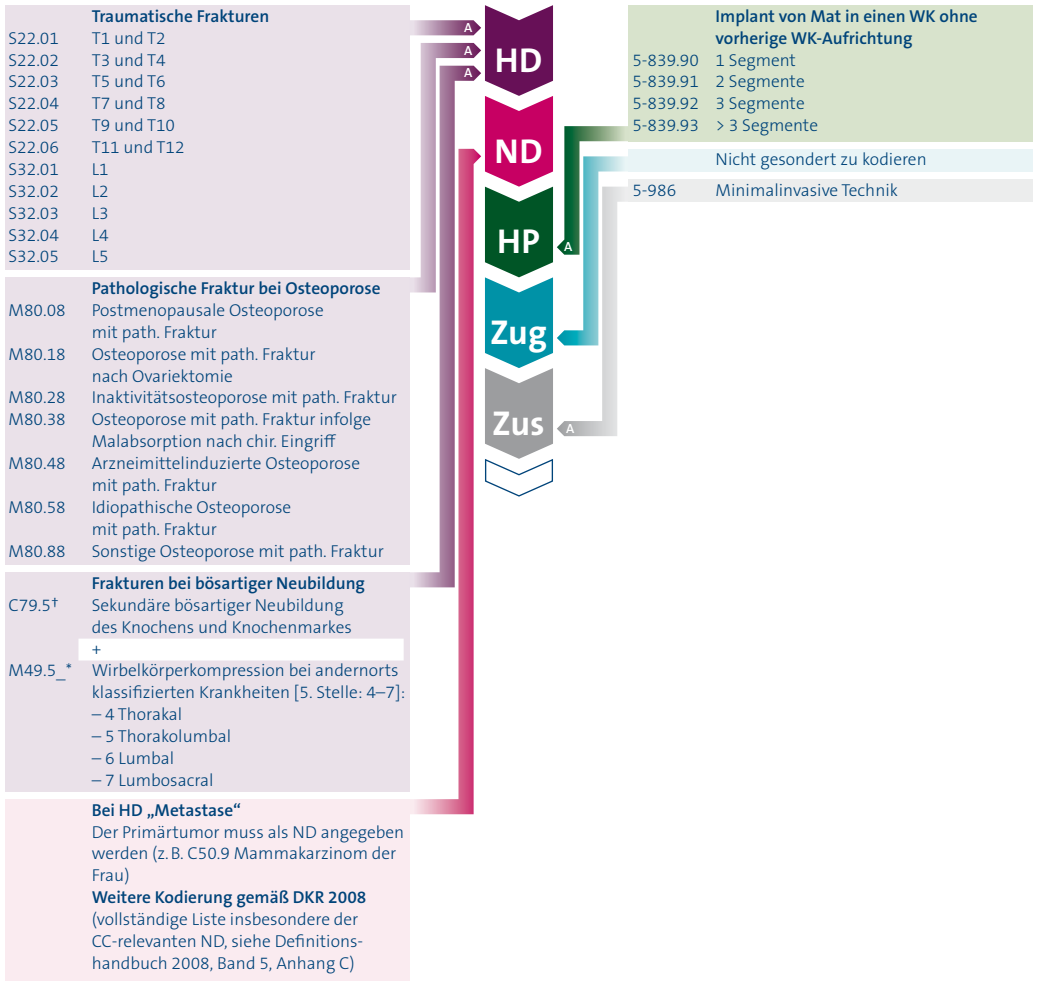 Traumatische Frakturen
S22.01 T1 und T2
S22.02 T3 und T4
S22.03 T5 und T6
S22.04 T7 und T8
S22.05 T9 und T10
S22.06 T11 und T12
S32.01 L1
S32.02 L2
S32.03 L3
S32.04 L4
S32.05 L5
Pathologische Fraktur bei Osteoporose
M80.08 Postmenopausale Osteoporose
mit path. Fraktur
M80.18 Osteoporose mit path. Fraktur
nach Ovariektomie
M80.28 Inaktivitätsosteoporose mit path. Fraktur
M80.38 Osteoporose mit path. Fraktur infolge
Malabsorption nach chir. Eingriff
M80.48 Arzneimittelinduzierte Osteoporose
mit path. Fraktur
M80.58 Idiopathische Osteoporose
mit path. Fraktur
M80.88 Sonstige Osteoporose mit path. Fraktur
Frakturen bei bösartiger Neubildung
C79.5† Sekundäre bösartiger Neubildung
des Knochens und Knochenmarkes
+
M49.5_* Wirbelkörperkompression bei andernorts
klassifizierten Krankheiten [5. Stelle: 4–7]:
– 4 Thorakal
– 5 Thorakolumbal
– 6 Lumbal
– 7 Lumbosacral
Bei HD „Metastase“
Der Primärtumor muss als ND angegeben
werden (z. B. C50.9 Mammakarzinom der
Frau)
Weitere Kodierung gemäß DKR 2008
(vollständige Liste insbesondere der
CC-relevanten ND, siehe Definitions-
handbuch 2008, Band 5, Anhang C)
A
A
A
HD
ND
HP
A
Zug
Zus
A
Implant von Mat in einen WK ohne
vorherige WK-Aufrichtung
5-839.90 1 Segment
5-839.91 2 Segmente
5-839.92 3 Segmente
5-839.93 > 3 Segmente
Nicht gesondert zu kodieren
5-986 Minimalinvasive Technik